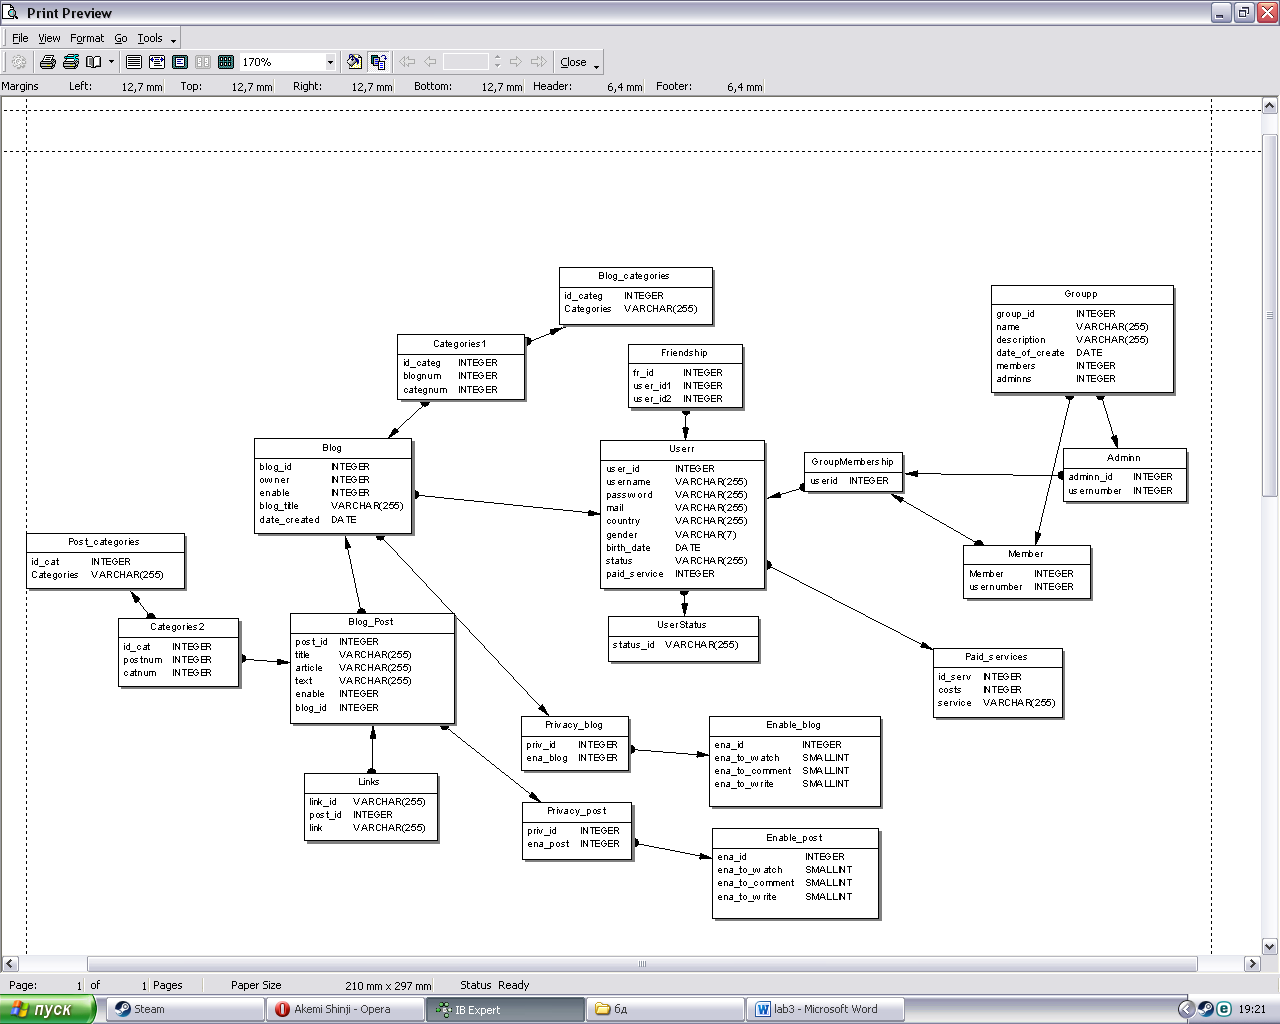 Print Preview
File View Format Go Tools
170% Close
Margins Left: 12,7 mm Top: 12,7 mm Right: 12,7 mm Bottom: 12,7 mm Header: 6,4 mm Footer: 6,4 mm
Blog_categories
id_categ INTEGER
Categories VARCHAR(255)
Groupp
group_id INTEGER
name VARCHAR(255)
description VARCHAR(255)
date_of_create DATE
members INTEGER
adminns INTEGER
Categories1
id_categ INTEGER
blognum INTEGER
categnum INTEGER
Friendship
fr_id INTEGER
user_id1 INTEGER
user_id2 INTEGER
Blog
blog_id INTEGER
owner INTEGER
enable INTEGER
blog_title VARCHAR(255)
date_created DATE
Userr
user_id INTEGER
username VARCHAR(255)
password VARCHAR(255)
mail VARCHAR(255)
country VARCHAR(255)
gender VARCHAR(7)
birth_date DATE
status VARCHAR(255)
paid_service INTEGER
GroupMembership
userid INTEGER
Adminn
adminn_id INTEGER
usernumber INTEGER
Member
Member INTEGER
usernumber INTEGER
Post_categories
id_cat INTEGER
Categories VARCHAR(255)
Categories2
id_cat INTEGER
postnum INTEGER
catnum INTEGER
Blog_Post
post_id INTEGER
title VARCHAR(255)
article VARCHAR(255)
text VARCHAR(255)
enable INTEGER
blog_id INTEGER
UserStatus
status_id VARCHAR(255)
Paid_services
id_serv INTEGER
costs INTEGER
service VARCHAR(255)
Privacy_blog
priv_id INTEGER
ena_blog INTEGER
Enable_blog
ena_id INTEGER
ena_to_watch SMALLINT
ena_to_comment SMALLINT
ena_to_write SMALLINT
Links
link_id VARCHAR(255)
post_id INTEGER
link VARCHAR(255)
Privacy_post
priv_id INTEGER
ena_post INTEGER
Enable_post
ena_id INTEGER
ena_to_watch SMALLINT
ena_to_comment SMALLINT
ena_to_write SMALLINT
Page: 1 of 1 Pages Paper Size 210 mm x 297 mm Status Ready
пуск Steam Akemi Shinji - Opera IB Expert бд lab3 - Microsoft Word 19:21